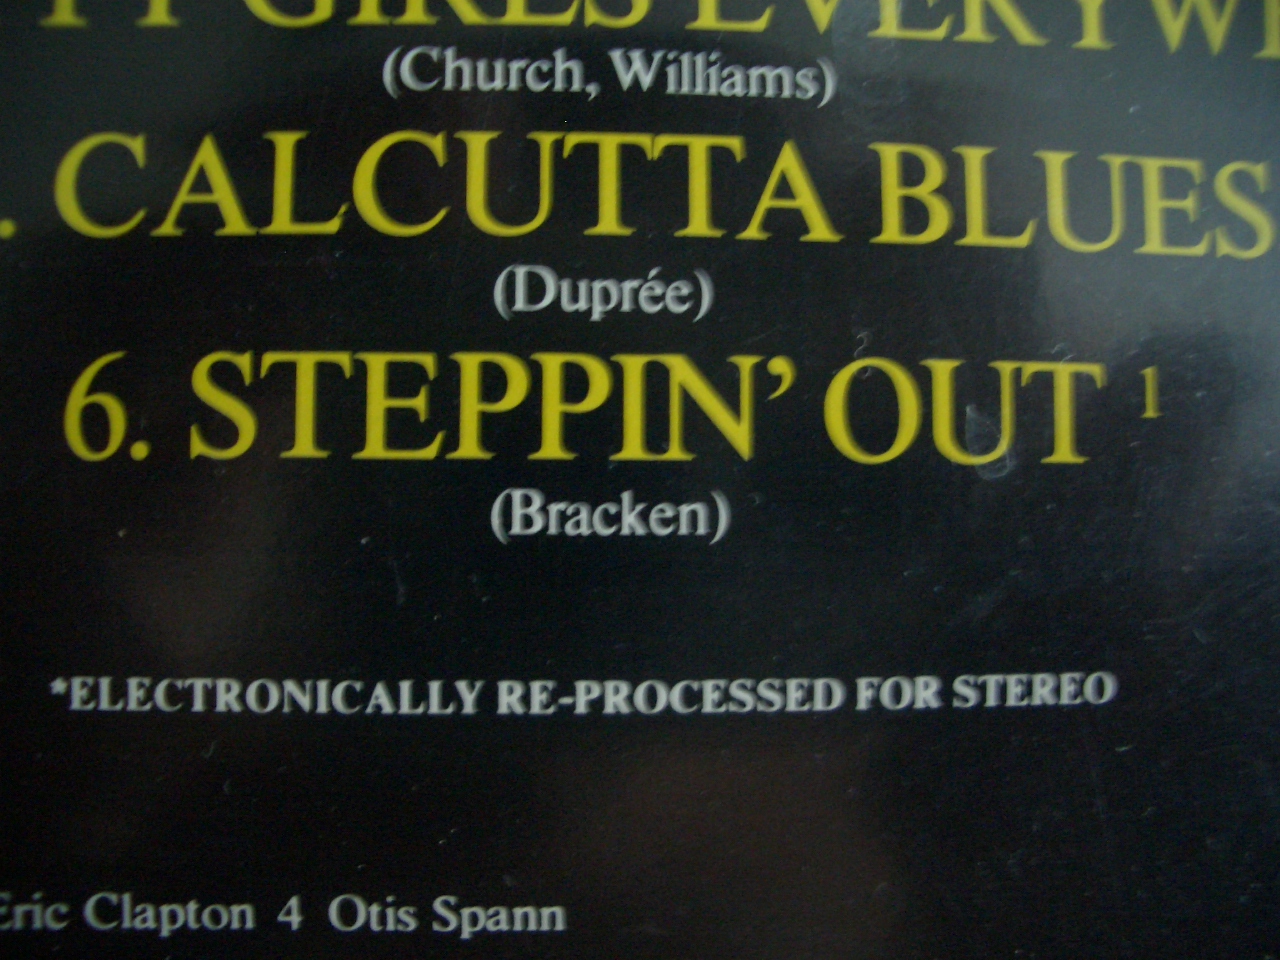 GIRLS
(Church, Williams)
. CALCUTTA BLUES
(Duprée)
6. STEPPIN’ OUT ¹
(Bracken)
*ELECTRONICALLY RE-PROCESSED FOR STEREO
Eric Clapton 4 Otis Spann